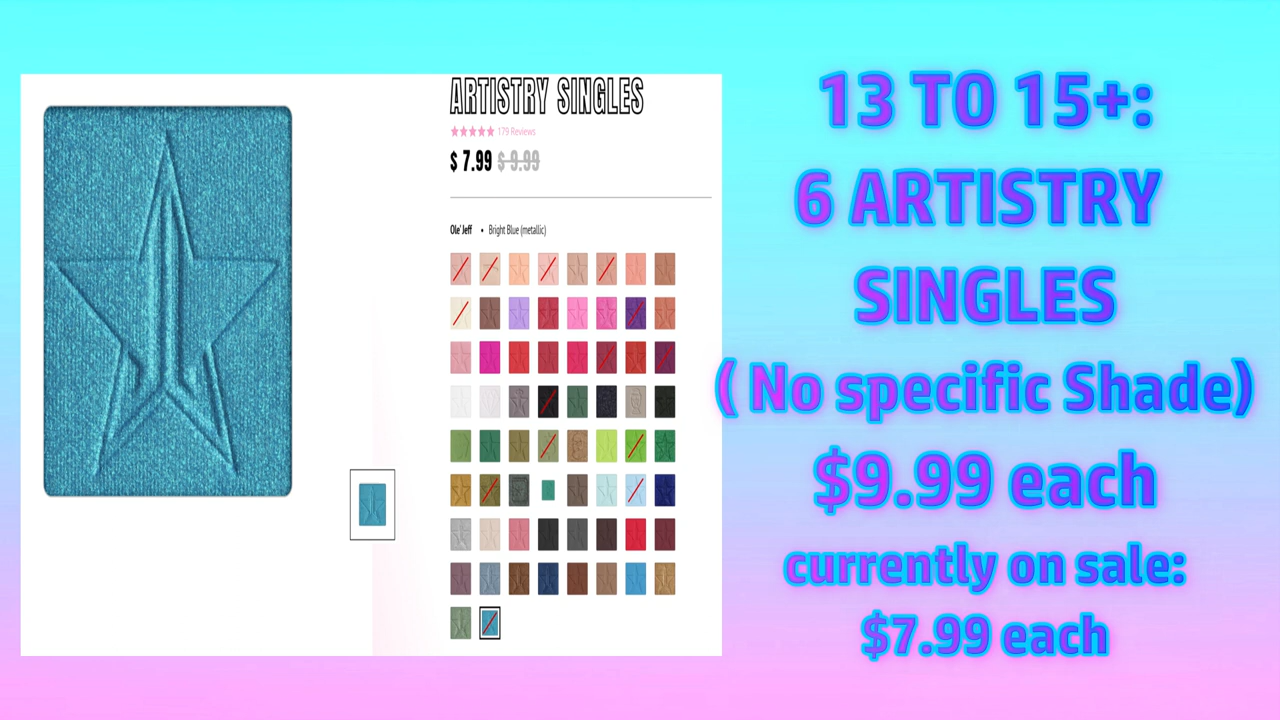 ARTISTRY SINGLES
179 Reviews
$ 7.99 $ 9.99
Ole' Jeff • Bright Blue (metallic)
13 TO 15+:
6 ARTISTRY
SINGLES
( No specific Shade)
$9.99 each
currently on sale:
$7.99 each